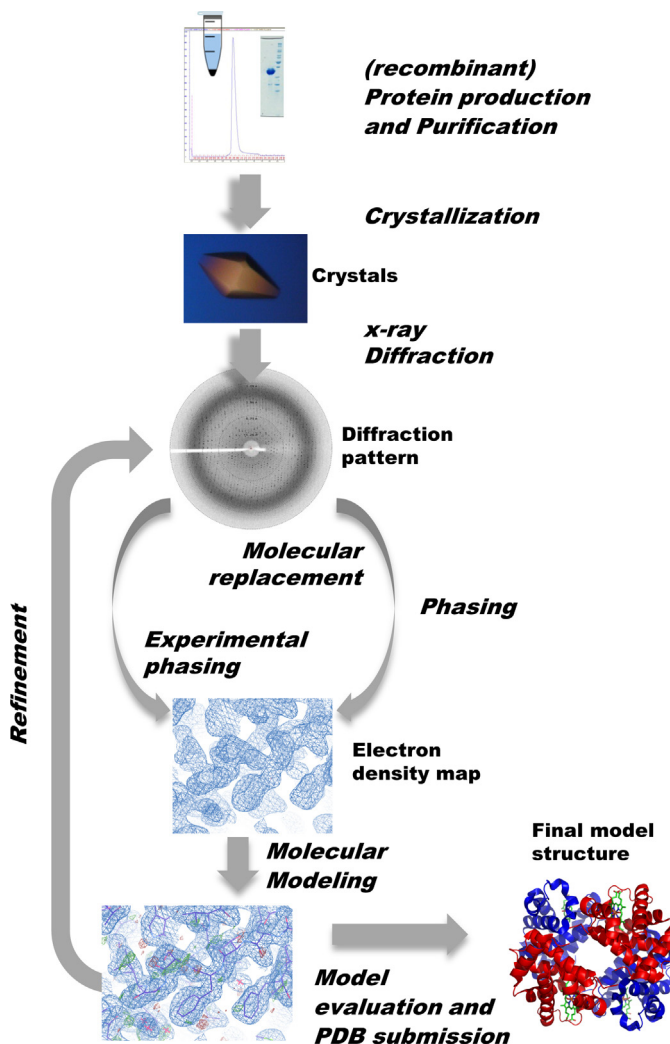 (recombinant)
Protein production
and Purification
Crystallization
Crystals
x-ray
Diffraction
Diffraction
pattern
Molecular
replacement
Phasing
Experimental
phasing
Refinement
Electron
density map
Molecular
Modeling
Final model
structure
Model
evaluation and
PDB submission